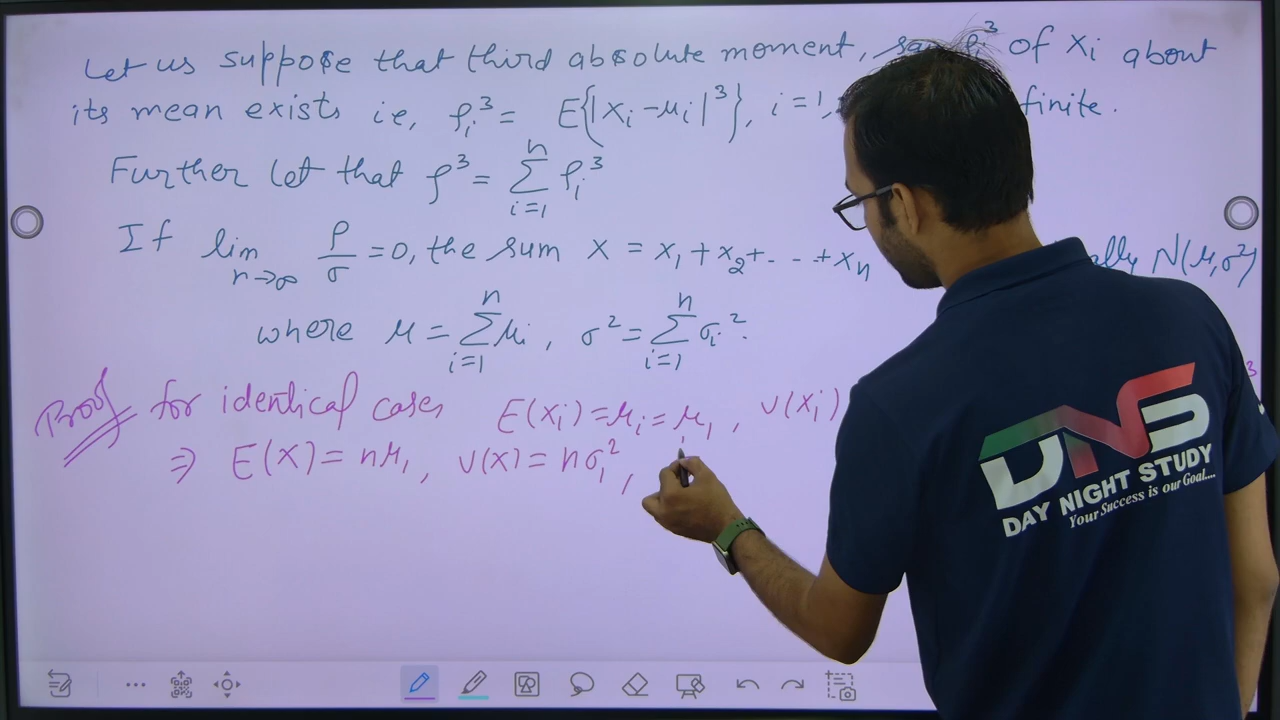 Let us suppose that third absolute moment, say ρi³ of Xi about
its mean exists i.e, ρi³ = E{|Xi-μi|³}, i=1, finite.
Further let that ρ³ = Σ_{i=1}^{n} ρi³
If lim_{n→∞} ρ/σ = 0, the sum X = X1+X2+...+Xn N(μ,σ²)
where μ = Σ_{i=1}^{n} μi, σ² = Σ_{i=1}^{n} σi².
Proof for identical cases E(Xi) = μi = μ1, v(Xi)
⇒ E(X) = nμ1, v(X) = nσ1²,
DNS
DAY NIGHT STUDY
Your Success is our Goal....